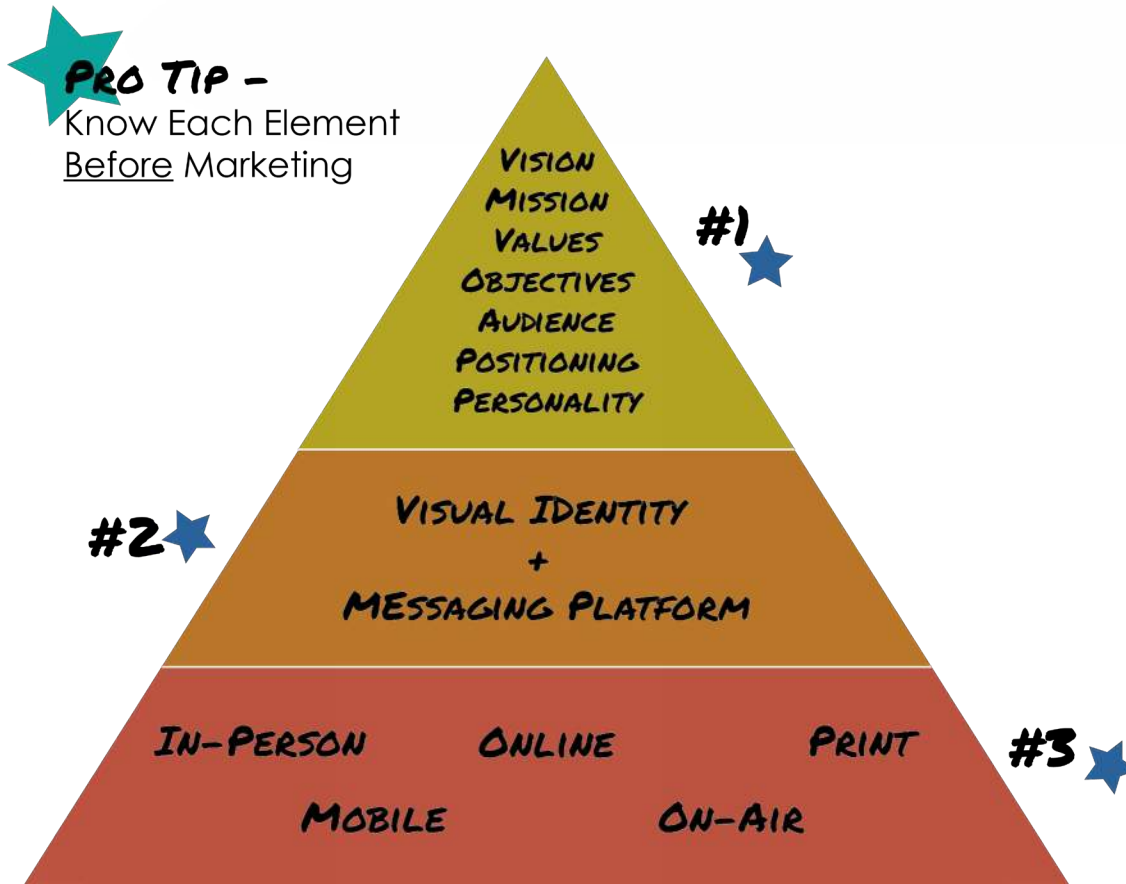 PRO TIP -
Know Each Element
Before Marketing
VISION
MISSION
VALUES
OBJECTIVES
AUDIENCE
POSITIONING
PERSONALITY
#1
VISUAL IDENTITY
+
MESSAGING PLATFORM
#2
IN-PERSON ONLINE PRINT
MOBILE ON-AIR
#3